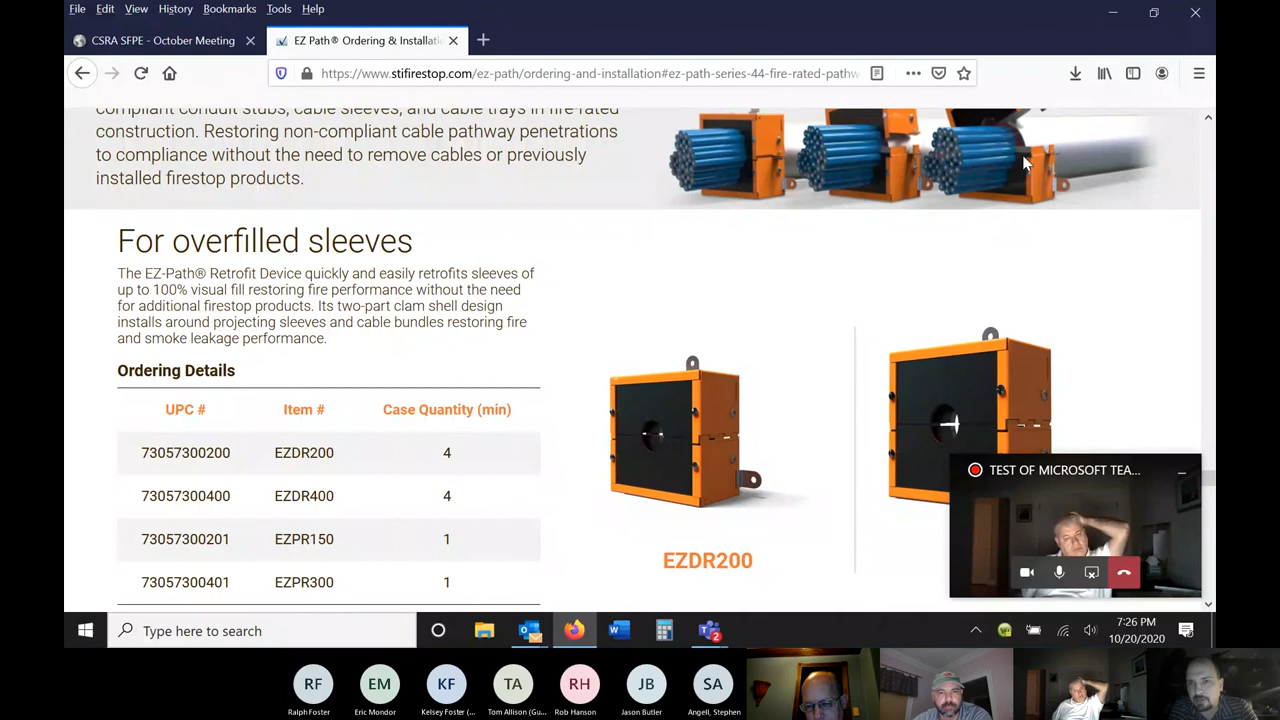 File Edit View History Bookmarks Tools Help
CSRA SFPE - October Meeting
EZ Path® Ordering & Installati
https://www.stifirestop.com/ez-path/ordering-and-installation#ez-path-series-44-fire-rated-pathw
compliant conduit stubs, cable sleeves, and cable trays in fire rated
construction. Restoring non-compliant cable pathway penetrations
to compliance without the need to remove cables or previously
installed firestop products.
For overfilled sleeves
The EZ-Path® Retrofit Device quickly and easily retrofits sleeves of
up to 100% visual fill restoring fire performance without the need
for additional firestop products. Its two-part clam shell design
installs around projecting sleeves and cable bundles restoring fire
and smoke leakage performance.
Ordering Details
UPC # Item # Case Quantity (min)
73057300200 EZDR200 4
73057300400 EZDR400 4
73057300201 EZPR150 1
73057300401 EZPR300 1
EZDR200
TEST OF MICROSOFT TEA...
Type here to search
2
7:26 PM
10/20/2020
RF EM KF TA RH JB SA
Ralph Foster Eric Mondor Kelsey Foster (... Tom Allison (Gu... Rob Hanson Jason Butler Angell, Stephen